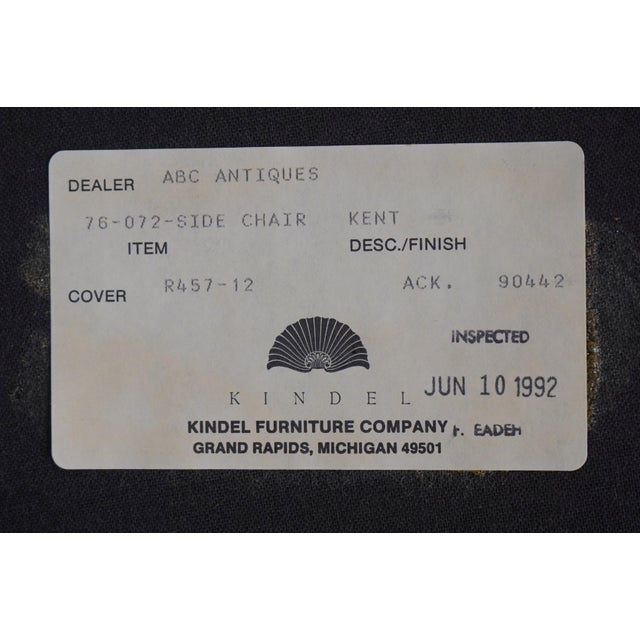 DEALER ABC ANTIQUES
76-072-SIDE CHAIR KENT
ITEM DESC./FINISH
COVER R457-12 ACK. 90442
INSPECTED
KINDEL JUN 10 1992
KINDEL FURNITURE COMPANY EADEH
GRAND RAPIDS, MICHIGAN 49501